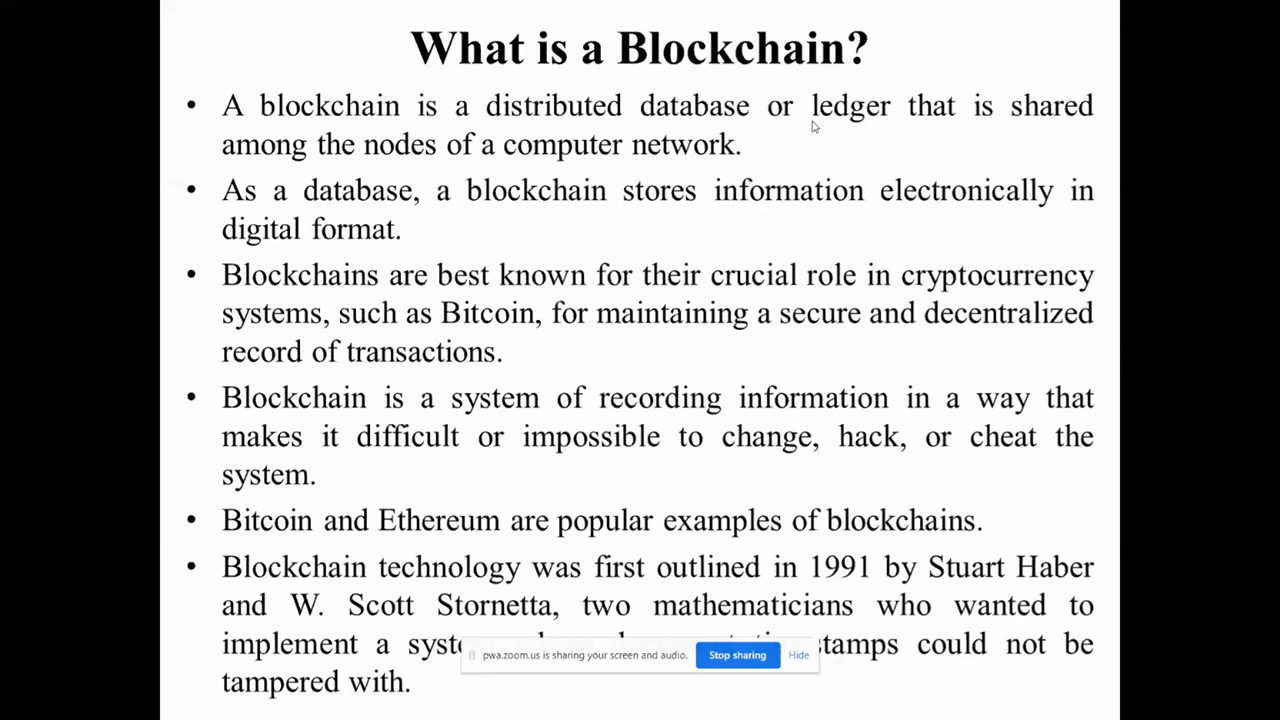 What is a Blockchain?
• A blockchain is a distributed database or ledger that is shared
among the nodes of a computer network.
• As a database, a blockchain stores information electronically in
digital format.
• Blockchains are best known for their crucial role in cryptocurrency
systems, such as Bitcoin, for maintaining a secure and decentralized
record of transactions.
• Blockchain is a system of recording information in a way that
makes it difficult or impossible to change, hack, or cheat the
system.
• Bitcoin and Ethereum are popular examples of blockchains.
• Blockchain technology was first outlined in 1991 by Stuart Haber
and W. Scott Stornetta, two mathematicians who wanted to
implement a could not be
pwa.zoom.us is sharing your screen and audio. Stop sharing Hide
tampered with.